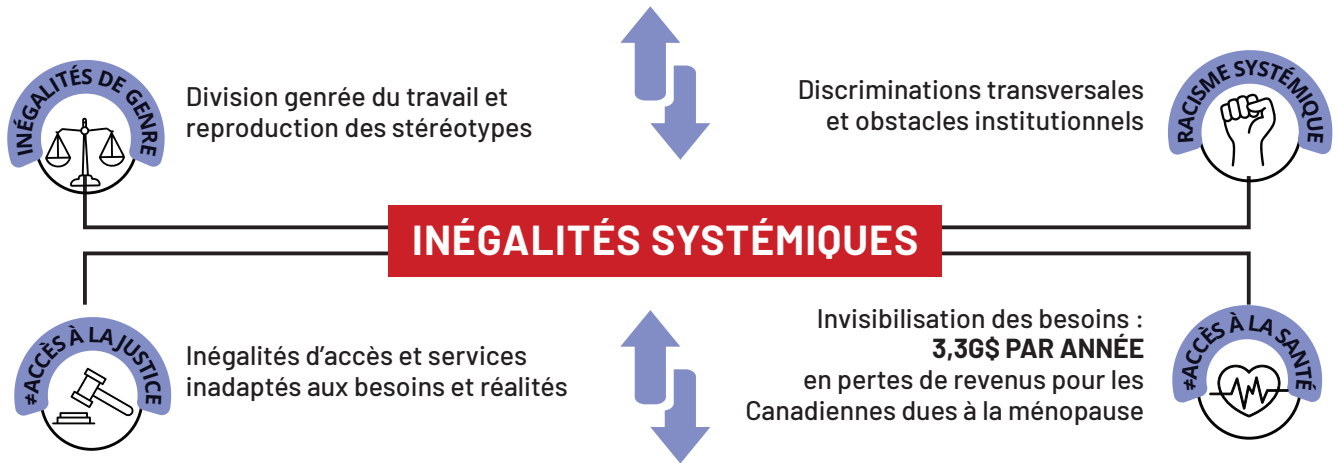 INÉGALITÉS DE GENRE
Division genrée du travail et
reproduction des stéréotypes
Discriminations transversales
et obstacles institutionnels
RACISME SYSTÉMIQUE
INÉGALITÉS SYSTÉMIQUES
≠ACCÈS À LA JUSTICE
Inégalités d’accès et services
inadaptés aux besoins et réalités
Invisibilisation des besoins :
3,3G$ PAR ANNÉE
en pertes de revenus pour les
Canadiennes dues à la ménopause
≠ACCÈS À LA SANTÉ